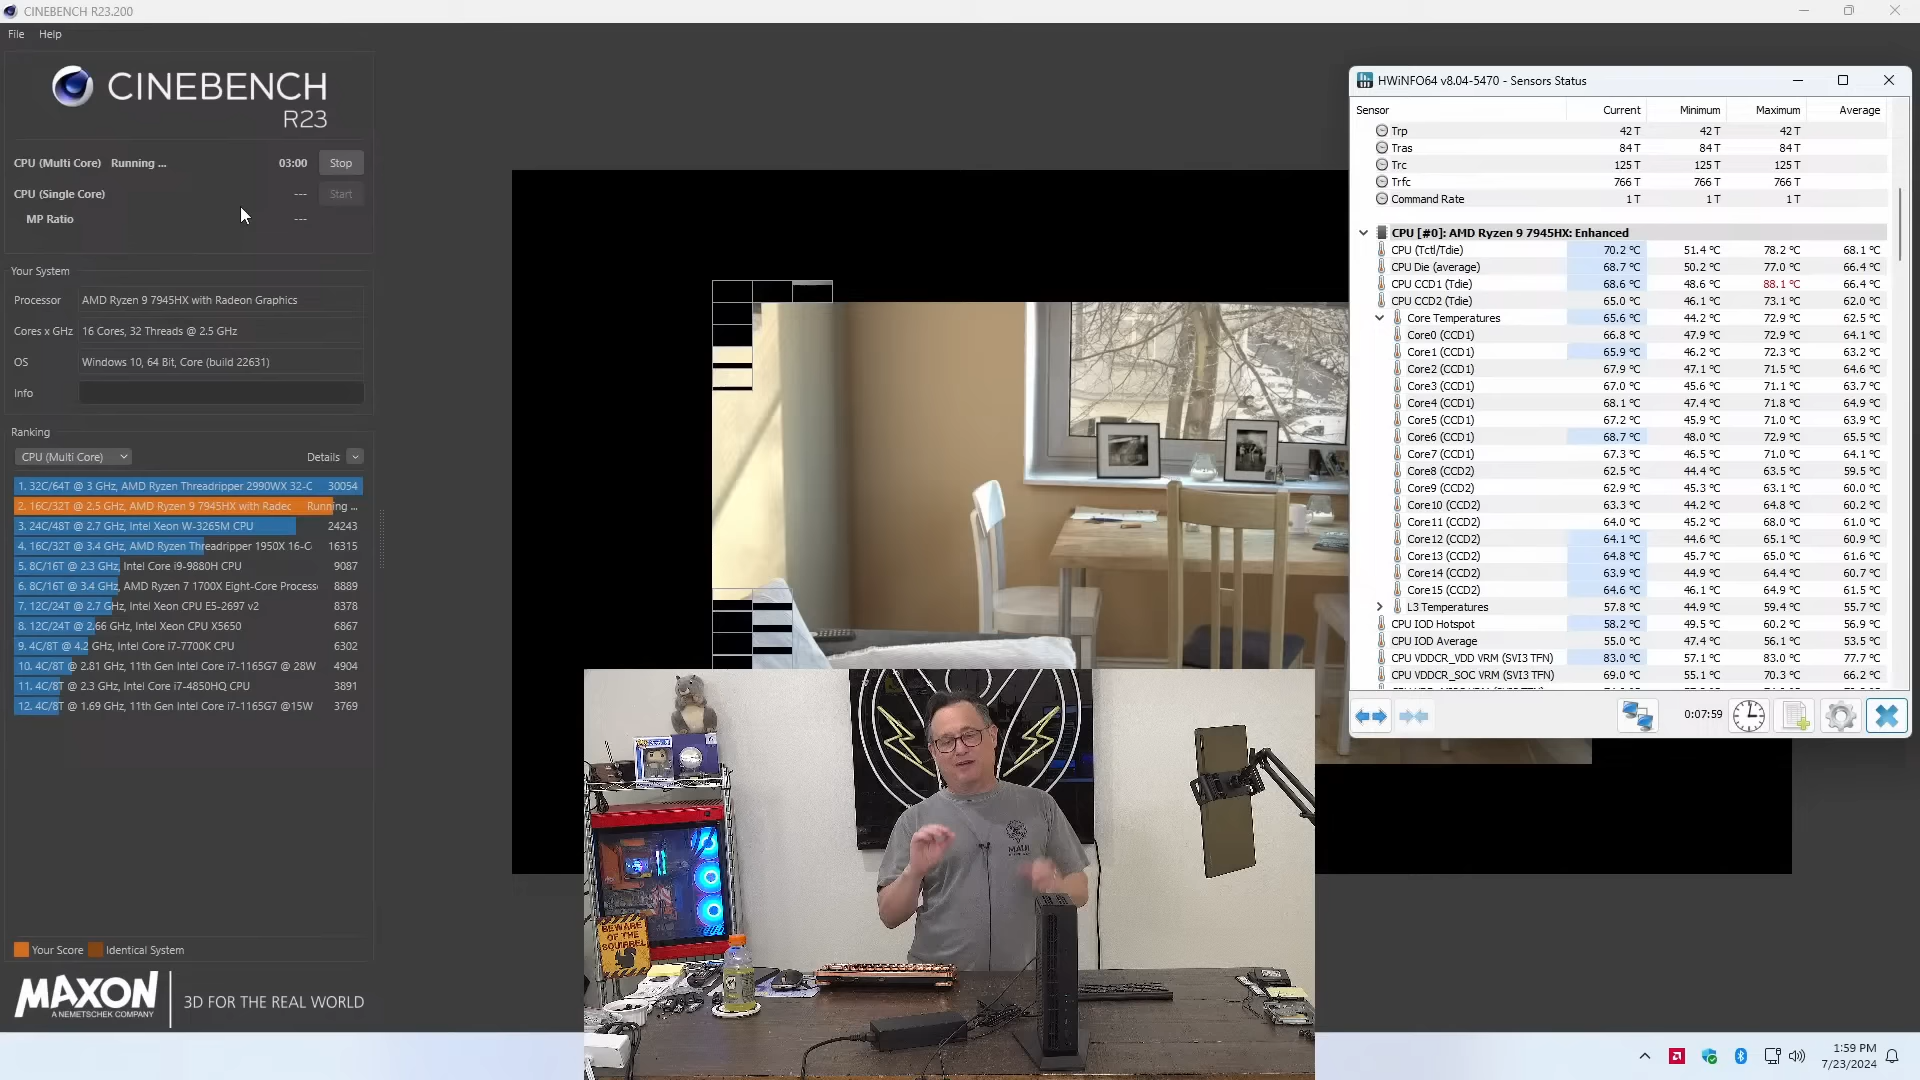 CINEBENCH R23.200
File Help
CINEBENCH
R23
CPU (Multi Core) Running ... 03:00 Stop
CPU (Single Core) --- Start
MP Ratio ---
Your System
Processor AMD Ryzen 9 7945HX with Radeon Graphics
Cores x GHz 16 Cores, 32 Threads @ 2.5 GHz
OS Windows 10, 64 Bit, Core (build 22631)
Info
Ranking
CPU (Multi Core) Details
1. 32C/64T @ 3 GHz, AMD Ryzen Threadripper 2990WX 32-C 30054
2. 16C/32T @ 2.5 GHz, AMD Ryzen 9 7945HX with Radec Running ...
3. 24C/48T @ 2.7 GHz, Intel Xeon W-3265M CPU 24243
4. 16C/32T @ 3.4 GHz, AMD Ryzen Threadripper 1950X 16-C 16315
5. 8C/16T @ 2.3 GHz, Intel Core i9-9880H CPU 9087
6. 8C/16T @ 3.4 GHz, AMD Ryzen 7 1700X Eight-Core Process 8889
7. 12C/24T @ 2.7 GHz, Intel Xeon CPU E5-2697 v2 8378
8. 12C/24T @ 2.66 GHz, Intel Xeon CPU X5650 6867
9. 4C/8T @ 4.2 GHz, Intel Core i7-7700K CPU 6302
10. 4C/8T @ 2.81 GHz, 11th Gen Intel Core i7-1165G7 @ 28W 4904
11. 4C/8T @ 2.3 GHz, Intel Core i7-4850HQ CPU 3891
12. 4C/8T @ 1.69 GHz, 11th Gen Intel Core i7-1165G7 @15W 3769
Your Score Identical System
MAXON
A NEMETSCHEK COMPANY
3D FOR THE REAL WORLD
HWiNFO64 v8.04-5470 - Sensors Status
Sensor Current Minimum Maximum Average
Trp 42 T 42 T 42 T
Tras 84 T 84 T 84 T
Trc 125 T 125 T 125 T
Trfc 766 T 766 T 766 T
Command Rate 1 T 1 T 1 T
CPU [#0]: AMD Ryzen 9 7945HX: Enhanced
CPU (Tctl/Tdie) 70.2 °C 51.4 °C 78.2 °C 68.1 °C
CPU Die (average) 68.7 °C 50.2 °C 77.0 °C 66.4 °C
CPU CCD1 (Tdie) 68.6 °C 48.6 °C 88.1 °C 66.4 °C
CPU CCD2 (Tdie) 65.0 °C 46.1 °C 73.1 °C 62.0 °C
Core Temperatures 65.6 °C 44.2 °C 72.9 °C 62.5 °C
Core0 (CCD1) 66.8 °C 47.9 °C 72.9 °C 64.1 °C
Core1 (CCD1) 65.9 °C 46.2 °C 72.3 °C 63.2 °C
Core2 (CCD1) 67.9 °C 47.1 °C 71.5 °C 64.6 °C
Core3 (CCD1) 67.0 °C 45.6 °C 71.1 °C 63.7 °C
Core4 (CCD1) 68.1 °C 47.4 °C 71.8 °C 64.9 °C
Core5 (CCD1) 67.2 °C 45.9 °C 71.0 °C 63.9 °C
Core6 (CCD1) 68.7 °C 48.0 °C 72.9 °C 65.5 °C
Core7 (CCD1) 67.3 °C 46.5 °C 71.0 °C 64.1 °C
Core8 (CCD2) 62.5 °C 44.4 °C 63.5 °C 59.5 °C
Core9 (CCD2) 62.9 °C 45.3 °C 63.1 °C 60.0 °C
Core10 (CCD2) 63.3 °C 44.2 °C 64.8 °C 60.2 °C
Core11 (CCD2) 64.0 °C 45.2 °C 68.0 °C 61.0 °C
Core12 (CCD2) 64.1 °C 44.6 °C 65.1 °C 60.9 °C
Core13 (CCD2) 64.8 °C 45.7 °C 65.0 °C 61.6 °C
Core14 (CCD2) 63.9 °C 44.9 °C 64.4 °C 60.7 °C
Core15 (CCD2) 64.6 °C 46.1 °C 64.9 °C 61.5 °C
L3 Temperatures 57.8 °C 44.9 °C 59.4 °C 55.7 °C
CPU IOD Hotspot 58.2 °C 49.5 °C 60.2 °C 56.9 °C
CPU IOD Average 55.0 °C 47.4 °C 56.1 °C 53.5 °C
CPU VDDCR_VDD VRM (SVI3 TFN) 83.0 °C 57.1 °C 83.0 °C 77.7 °C
CPU VDDCR_SOC VRM (SVI3 TFN) 69.0 °C 55.1 °C 70.3 °C 66.2 °C
0:07:59
MAUI
BEWARE
OF THE
SQUIRREL
1:59 PM
7/23/2024